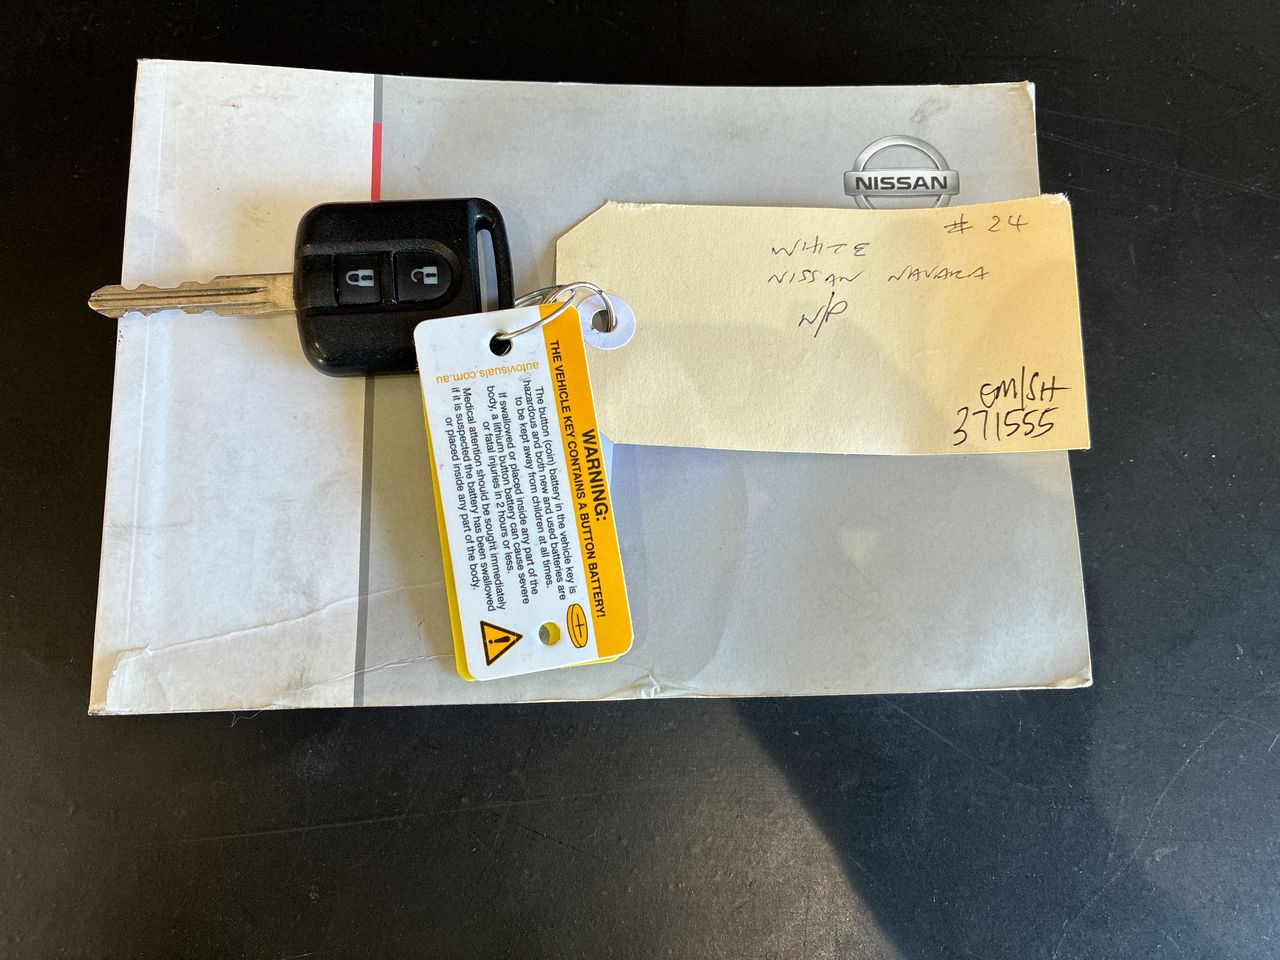 NISSAN
# 24
WHITE
NISSAN NAVARA
N/P
GM/SH
371555
WARNING:
THE VEHICLE KEY CONTAINS A BUTTON BATTERY!
The button (coin) battery in the vehicle key is
hazardous and both new and used batteries are
to be kept away from children at all times.
If swallowed or placed inside any part of the
body, a lithium button battery can cause severe
or fatal injuries in 2 hours or less.
Medical attention should be sought immediately
if it is suspected the battery has been swallowed
or placed inside any part of the body.
autovisuals.com.au